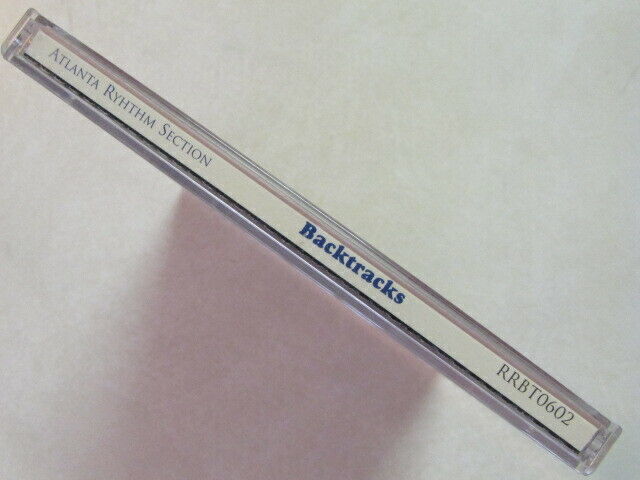 ATLANTA RYHTHM SECTION
Backtracks
RRBT0602